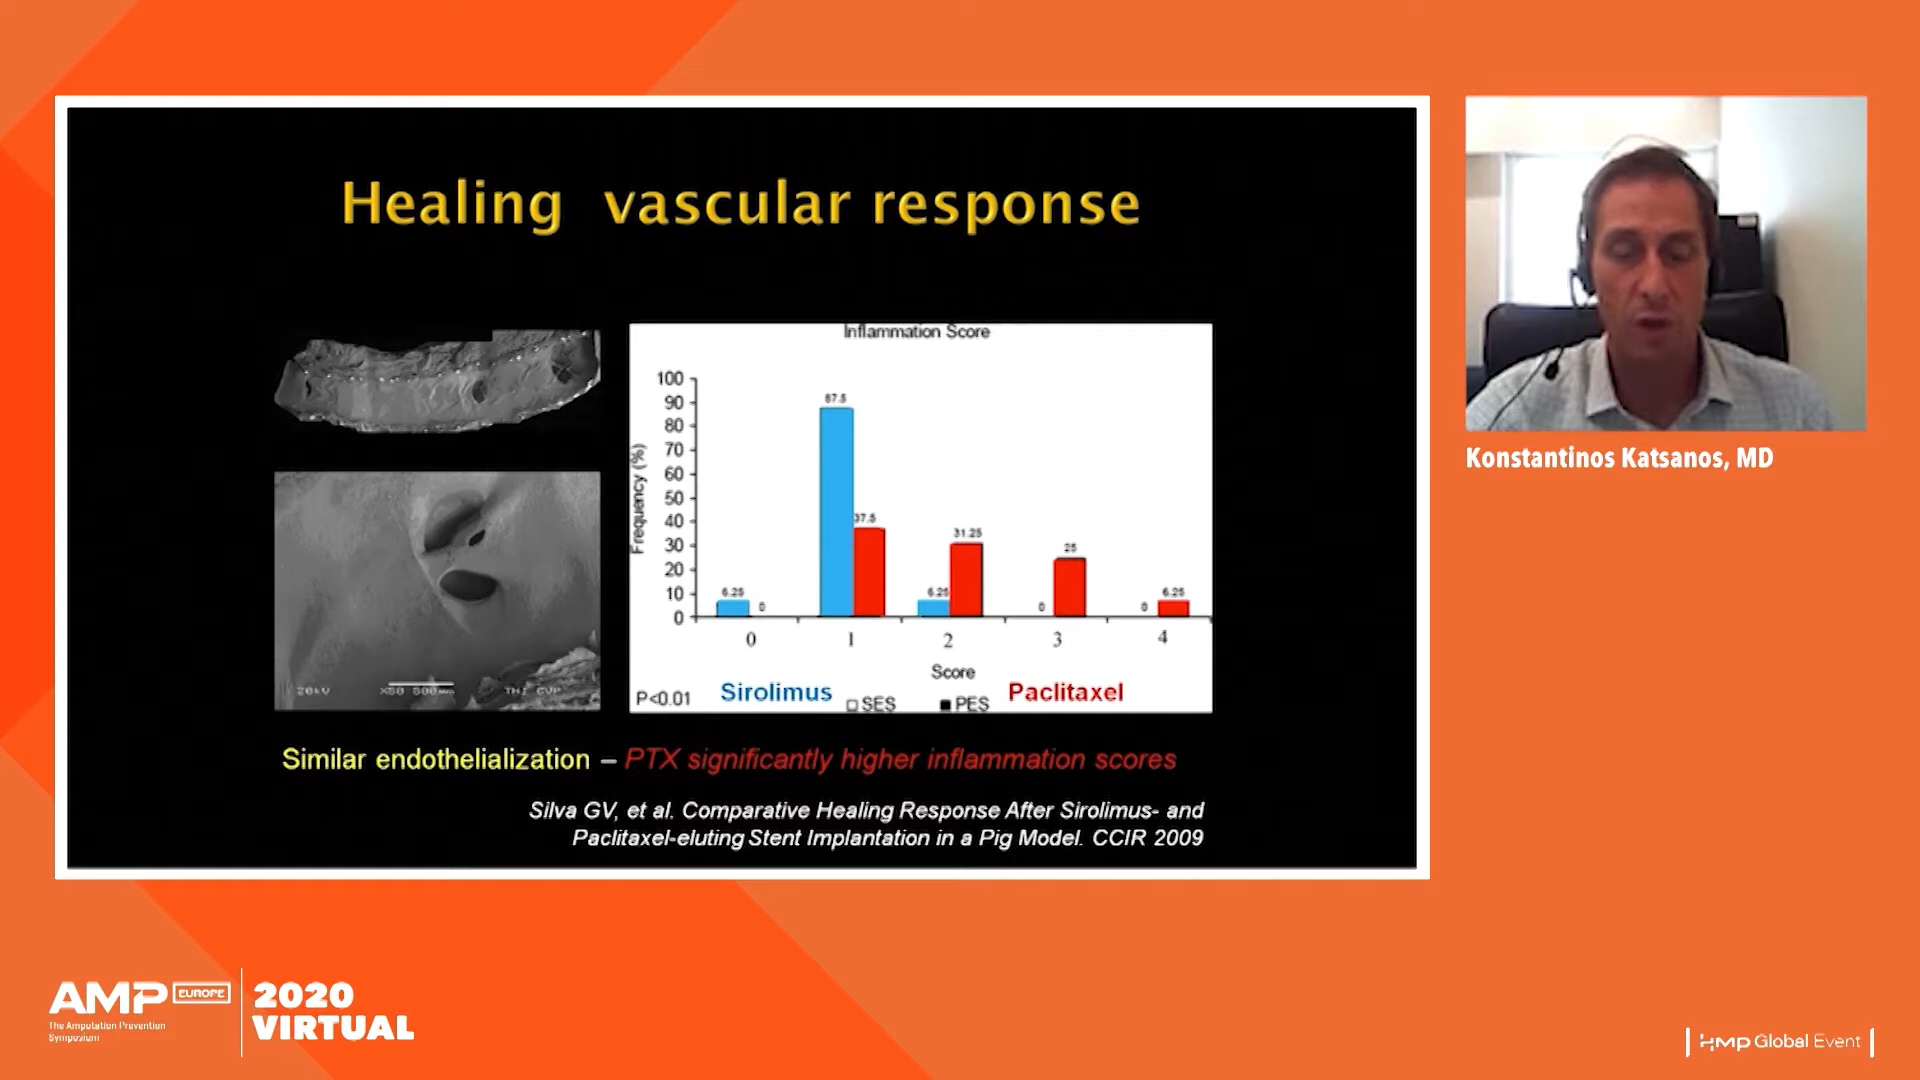 Healing vascular response
Inflammation Score
Frequency (%)
100
90
80
70
60
50
40
30
20
10
0
6.25
0
87.5
37.5
6.25
31.25
0
25
0
6.25
0
1
2
3
4
Score
P<0.01
Sirolimus
SES
PES
Paclitaxel
20kV
X50 500
Similar endothelialization – PTX significantly higher inflammation scores
Silva GV, et al. Comparative Healing Response After Sirolimus- and
Paclitaxel-eluting Stent Implantation in a Pig Model. CCIR 2009
Konstantinos Katsanos, MD
AMP EUROPE
The Amputation Prevention
Symposium
2020
VIRTUAL
HMP Global Event